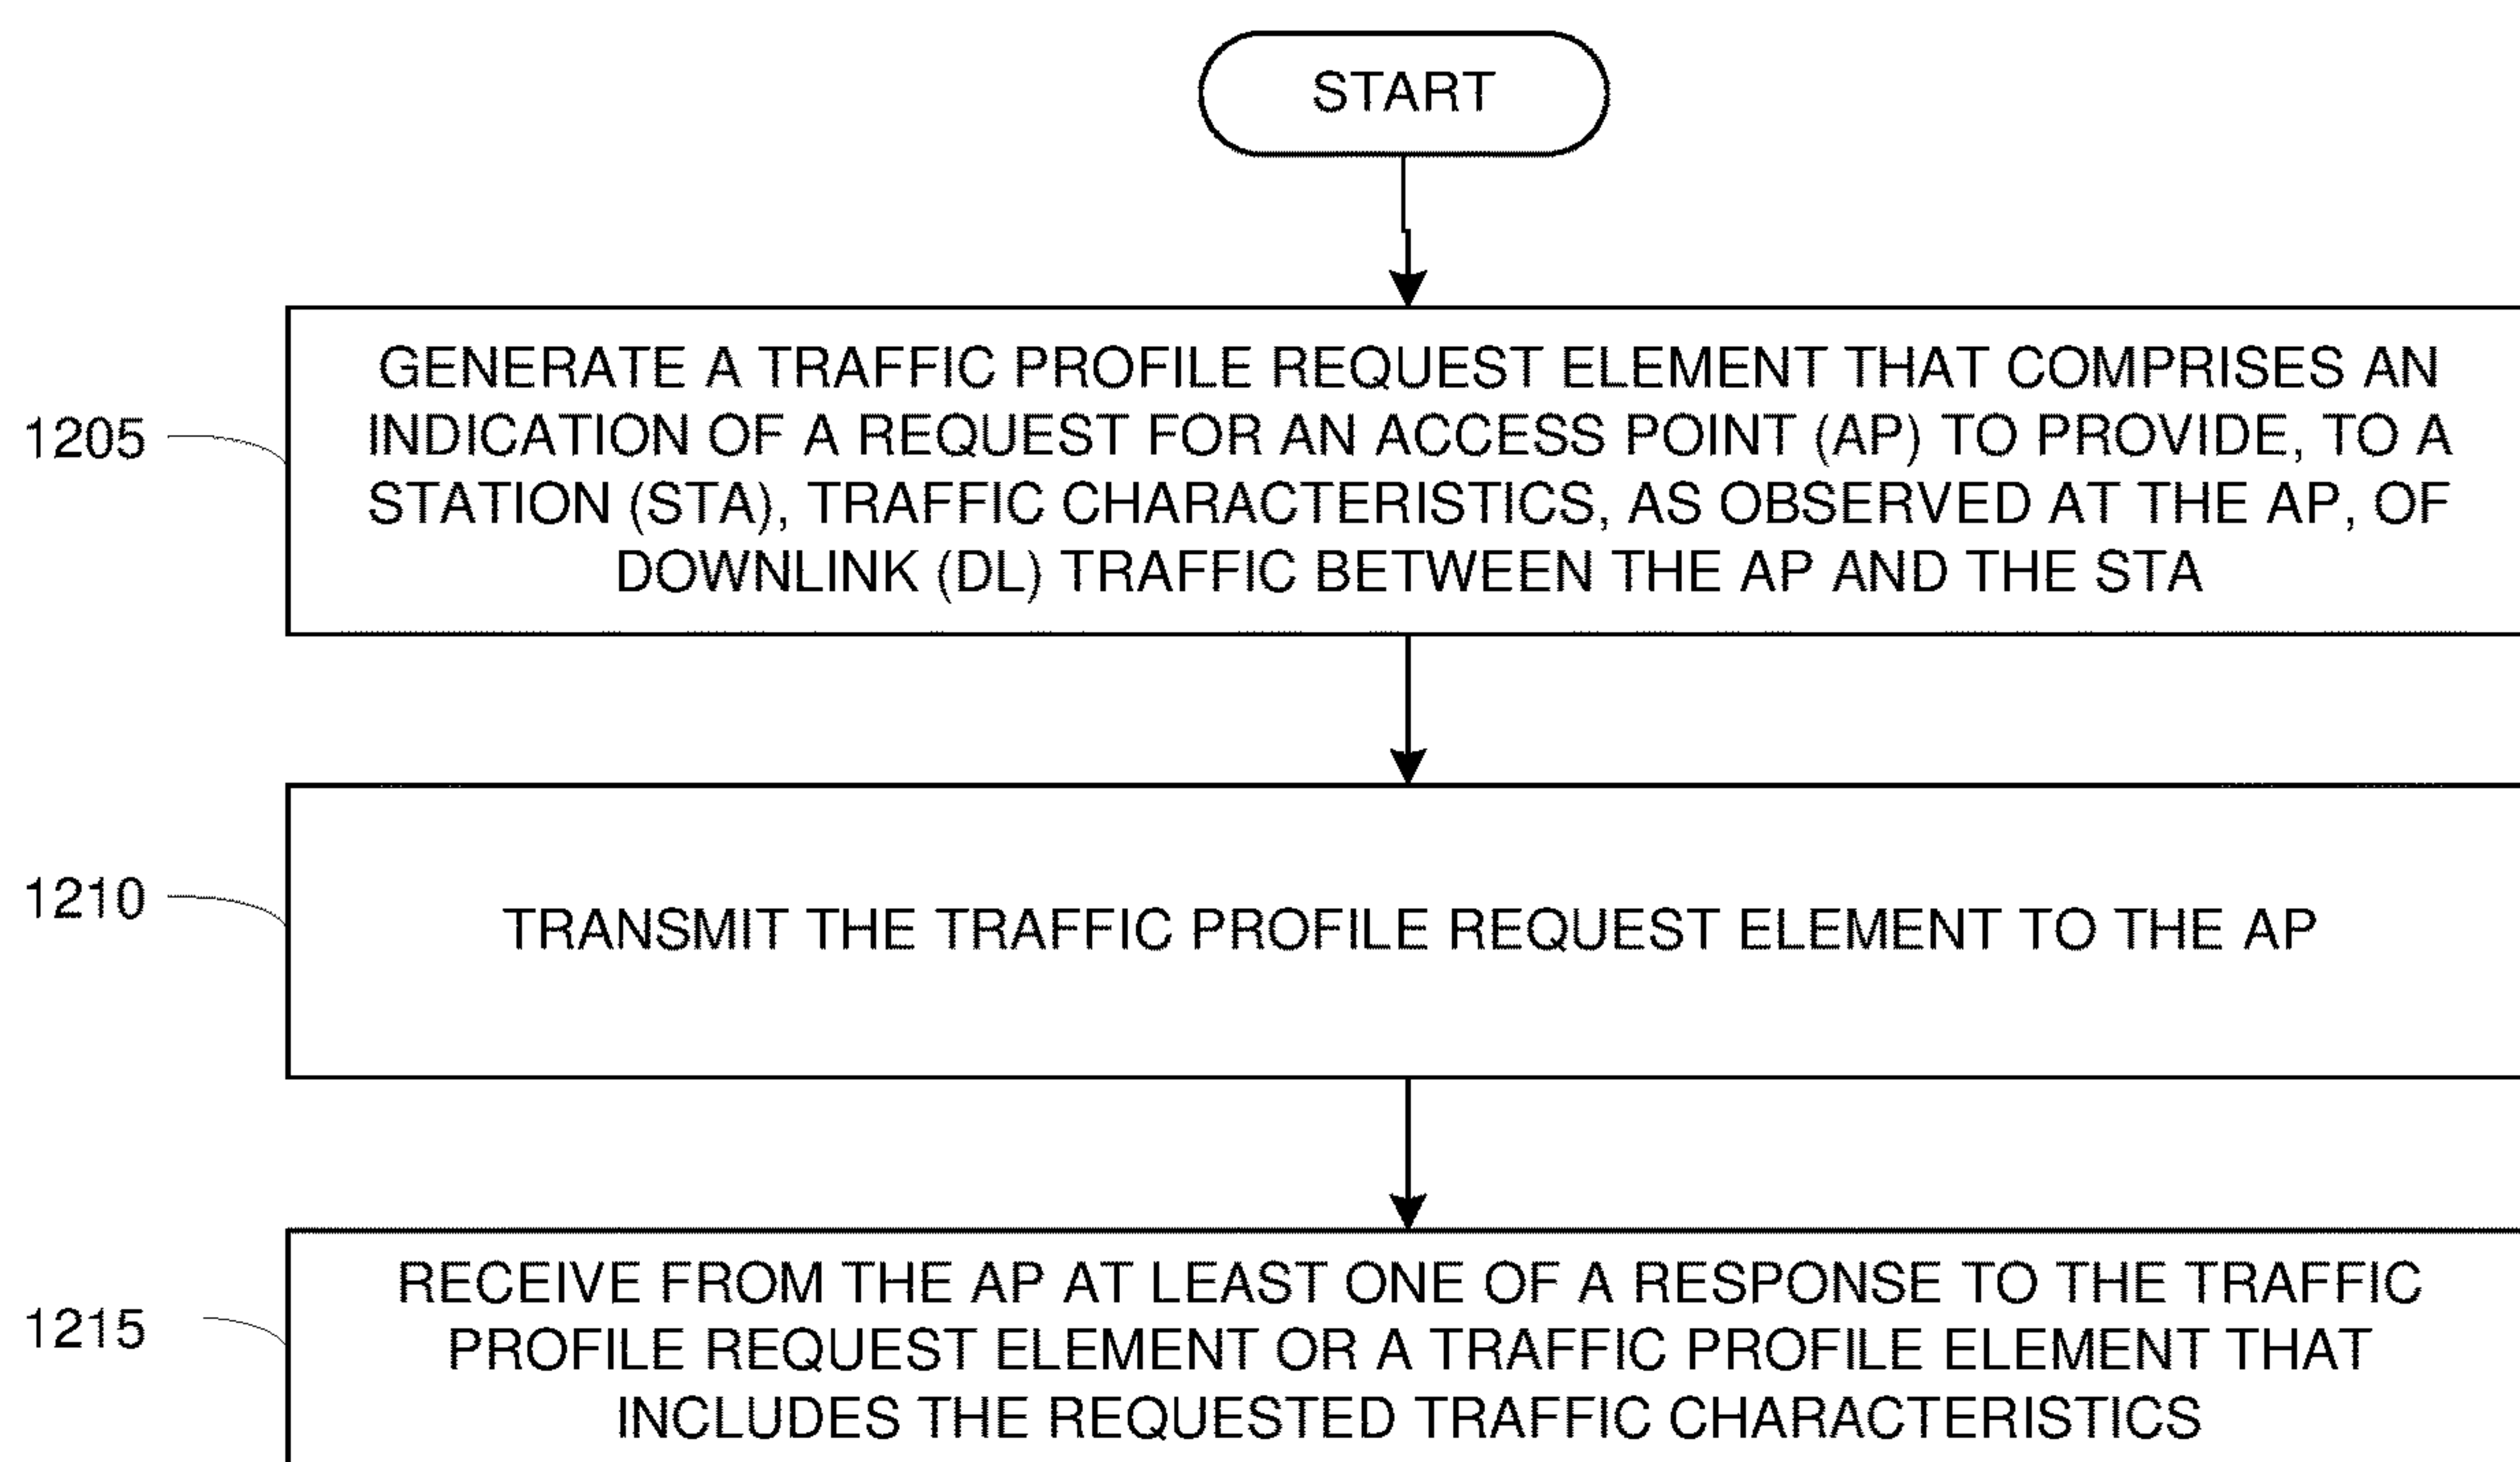 START
1205
GENERATE A TRAFFIC PROFILE REQUEST ELEMENT THAT COMPRISES AN
INDICATION OF A REQUEST FOR AN ACCESS POINT (AP) TO PROVIDE, TO A
STATION (STA), TRAFFIC CHARACTERISTICS, AS OBSERVED AT THE AP, OF
DOWNLINK (DL) TRAFFIC BETWEEN THE AP AND THE STA
1210
TRANSMIT THE TRAFFIC PROFILE REQUEST ELEMENT TO THE AP
1215
RECEIVE FROM THE AP AT LEAST ONE OF A RESPONSE TO THE TRAFFIC
PROFILE REQUEST ELEMENT OR A TRAFFIC PROFILE ELEMENT THAT
INCLUDES THE REQUESTED TRAFFIC CHARACTERISTICS